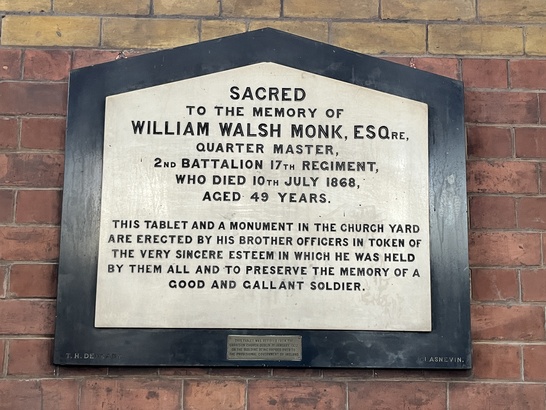 SACRED
TO THE MEMORY OF
WILLIAM WALSH MONK, ESQRE,
QUARTER MASTER,
2ND BATTALION 17TH REGIMENT,
WHO DIED 10TH JULY 1868,
AGED 49 YEARS.
THIS TABLET AND A MONUMENT IN THE CHURCH YARD
ARE ERECTED BY HIS BROTHER OFFICERS IN TOKEN OF
THE VERY SINCERE ESTEEM IN WHICH HE WAS HELD
BY THEM ALL AND TO PRESERVE THE MEMORY OF A
GOOD AND GALLANT SOLDIER.
T. H. DE